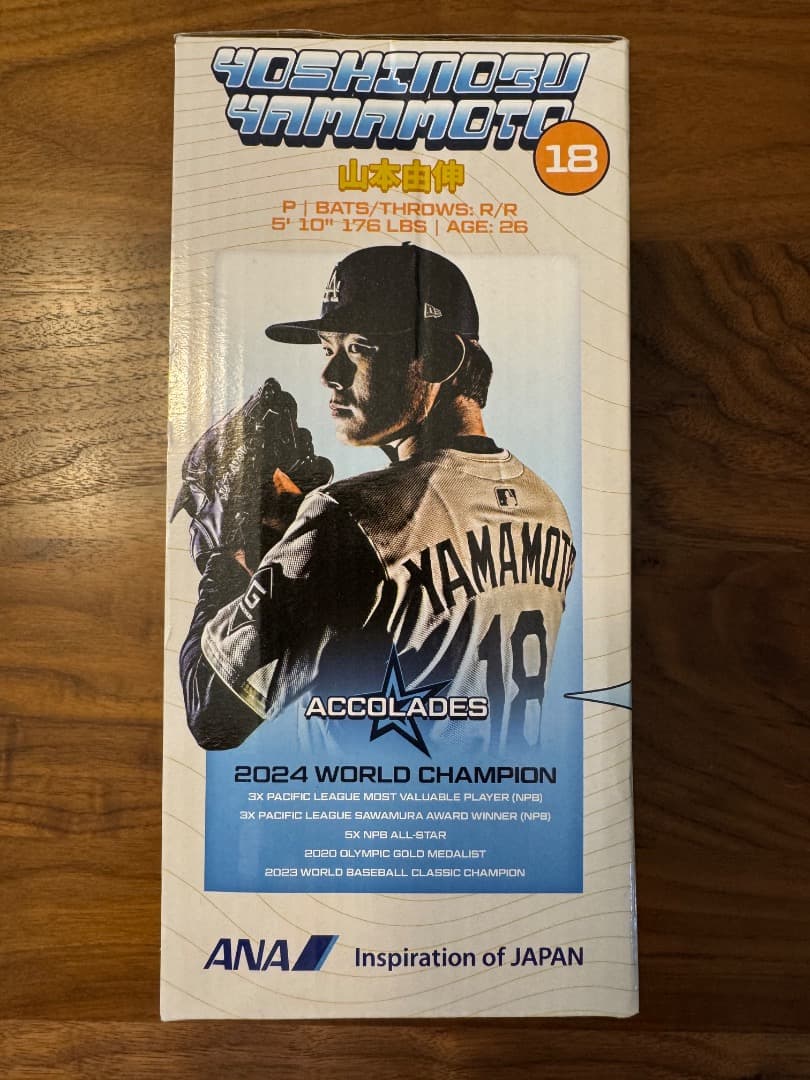 YOSHINOBU
YAMAMOTO
18
山本由伸
P | BATS/THROWS: R/R
5' 10" 176 LBS | AGE: 26
LA
YAMAMOTO
18
ACCOLADES
2024 WORLD CHAMPION
3X PACIFIC LEAGUE MOST VALUABLE PLAYER (NPB)
3X PACIFIC LEAGUE SAWAMURA AWARD WINNER (NPB)
5X NPB ALL-STAR
2020 OLYMPIC GOLD MEDALIST
2023 WORLD BASEBALL CLASSIC CHAMPION
ANA Inspiration of JAPAN